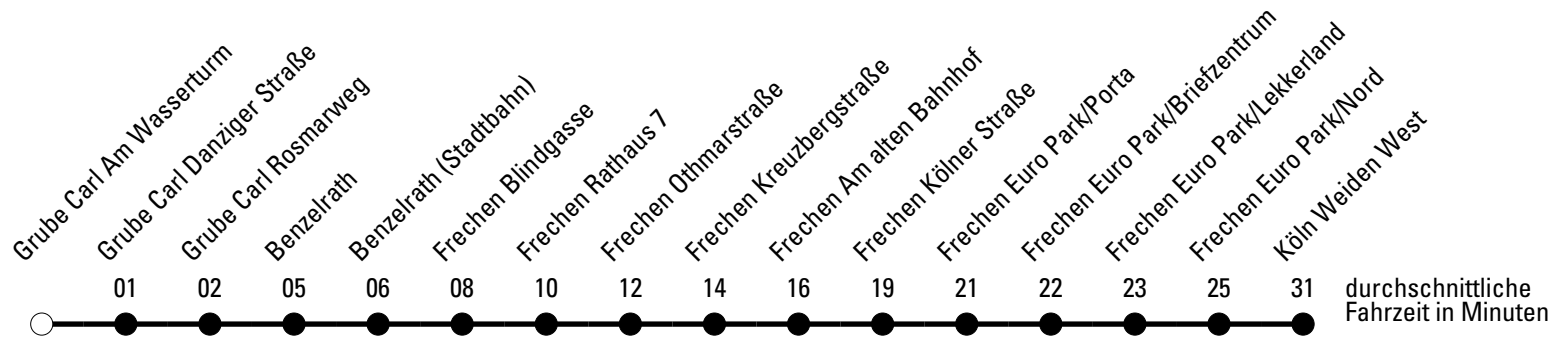 Grube Carl Am Wasserturm
Grube Carl Danziger Straße
Grube Carl Rosmarweg
Benzelrath
Benzelrath (Stadtbahn)
Frechen Blindgasse
Frechen Rathaus 7
Frechen Othmarstraße
Frechen Kreuzbergstraße
Frechen Am alten Bahnhof
Frechen Kölner Straße
Frechen Euro Park/Porta
Frechen Euro Park/Briefzentrum
Frechen Euro Park/Lekkerland
Frechen Euro Park/Nord
Köln Weiden West
01 02 05 06 08 10 12 14 16 19 21 22 23 25 31
durchschnittliche
Fahrzeit in Minuten